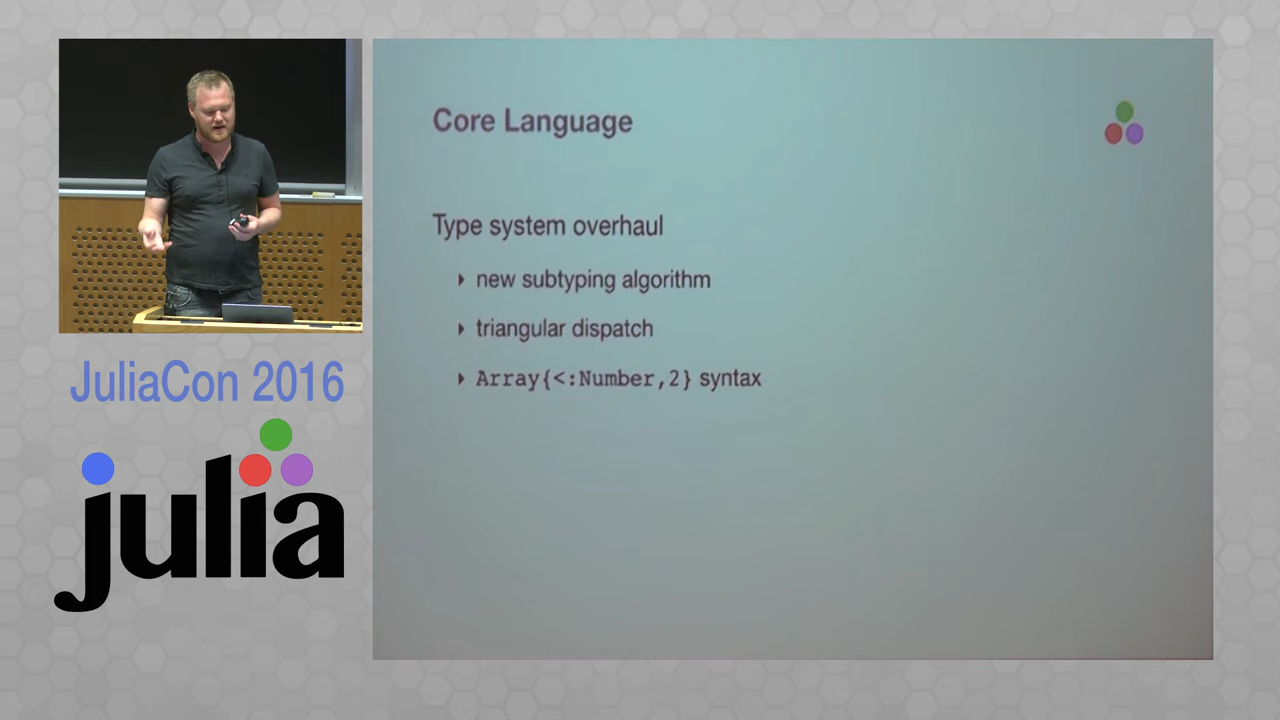 Core Language
Type system overhaul
new subtyping algorithm
triangular dispatch
Array{<:Number,2} syntax
JuliaCon 2016
julia